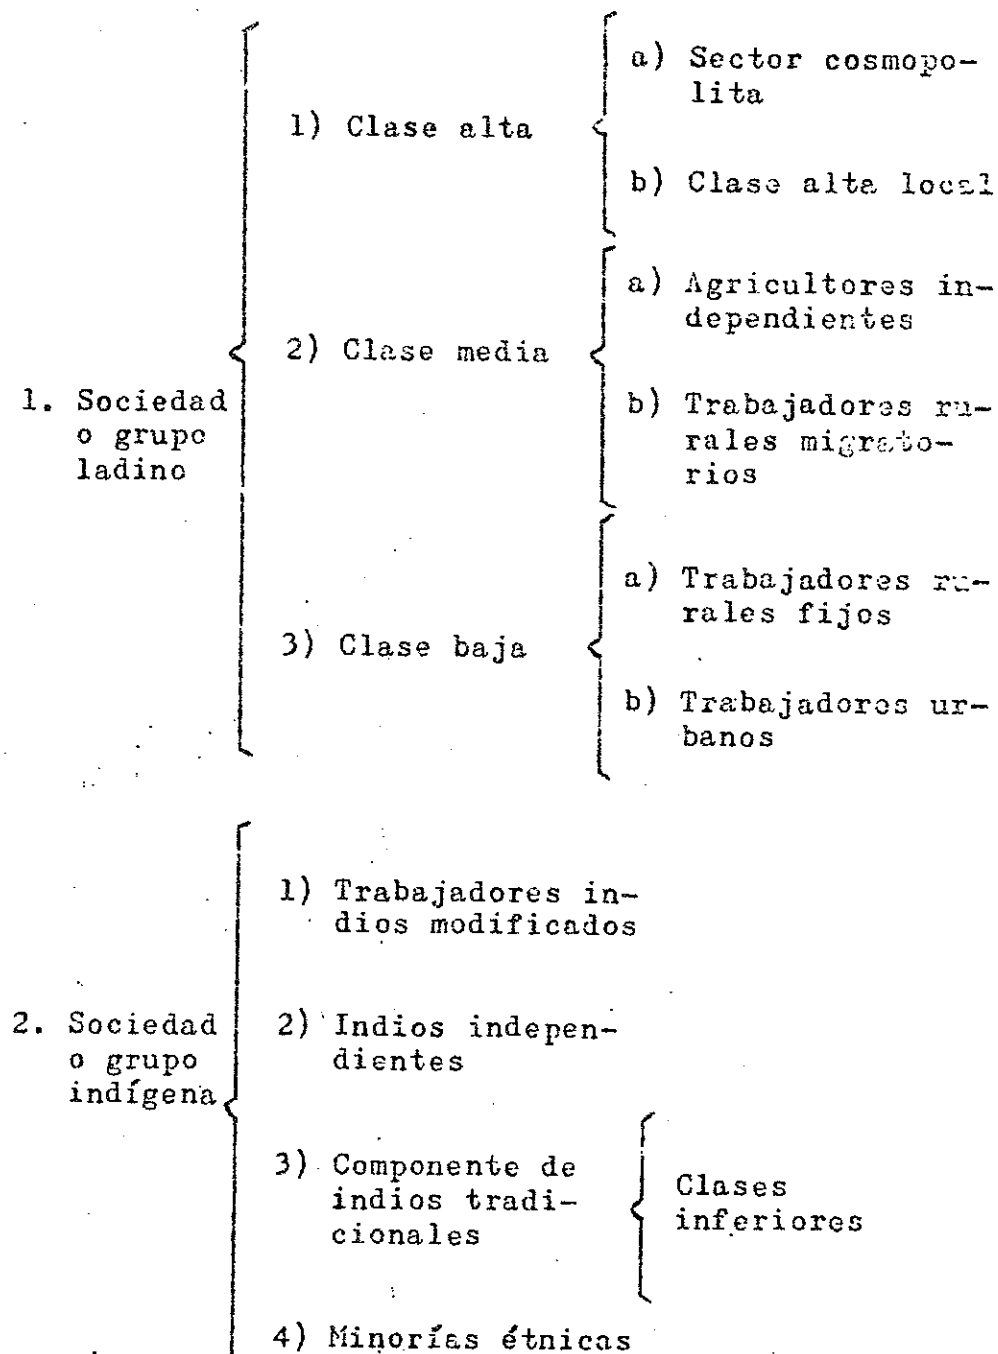 a) Sector cosmopo-
lita
1) Clase alta
b) Clase alta local
a) Agricultores in-
dependientes
2) Clase media
1. Sociedad
o grupo
ladino
b) Trabajadores ru-
rales migrato-
rios
a) Trabajadores ru-
rales fijos
3) Clase baja
b) Trabajadores ur-
banos
1) Trabajadores in-
dios modificados
2. Sociedad
o grupo
indígena
2) Indios indepen-
dientes
3) Componente de
indios tradi-
cionales
Clases
inferiores
4) Minorías étnicas